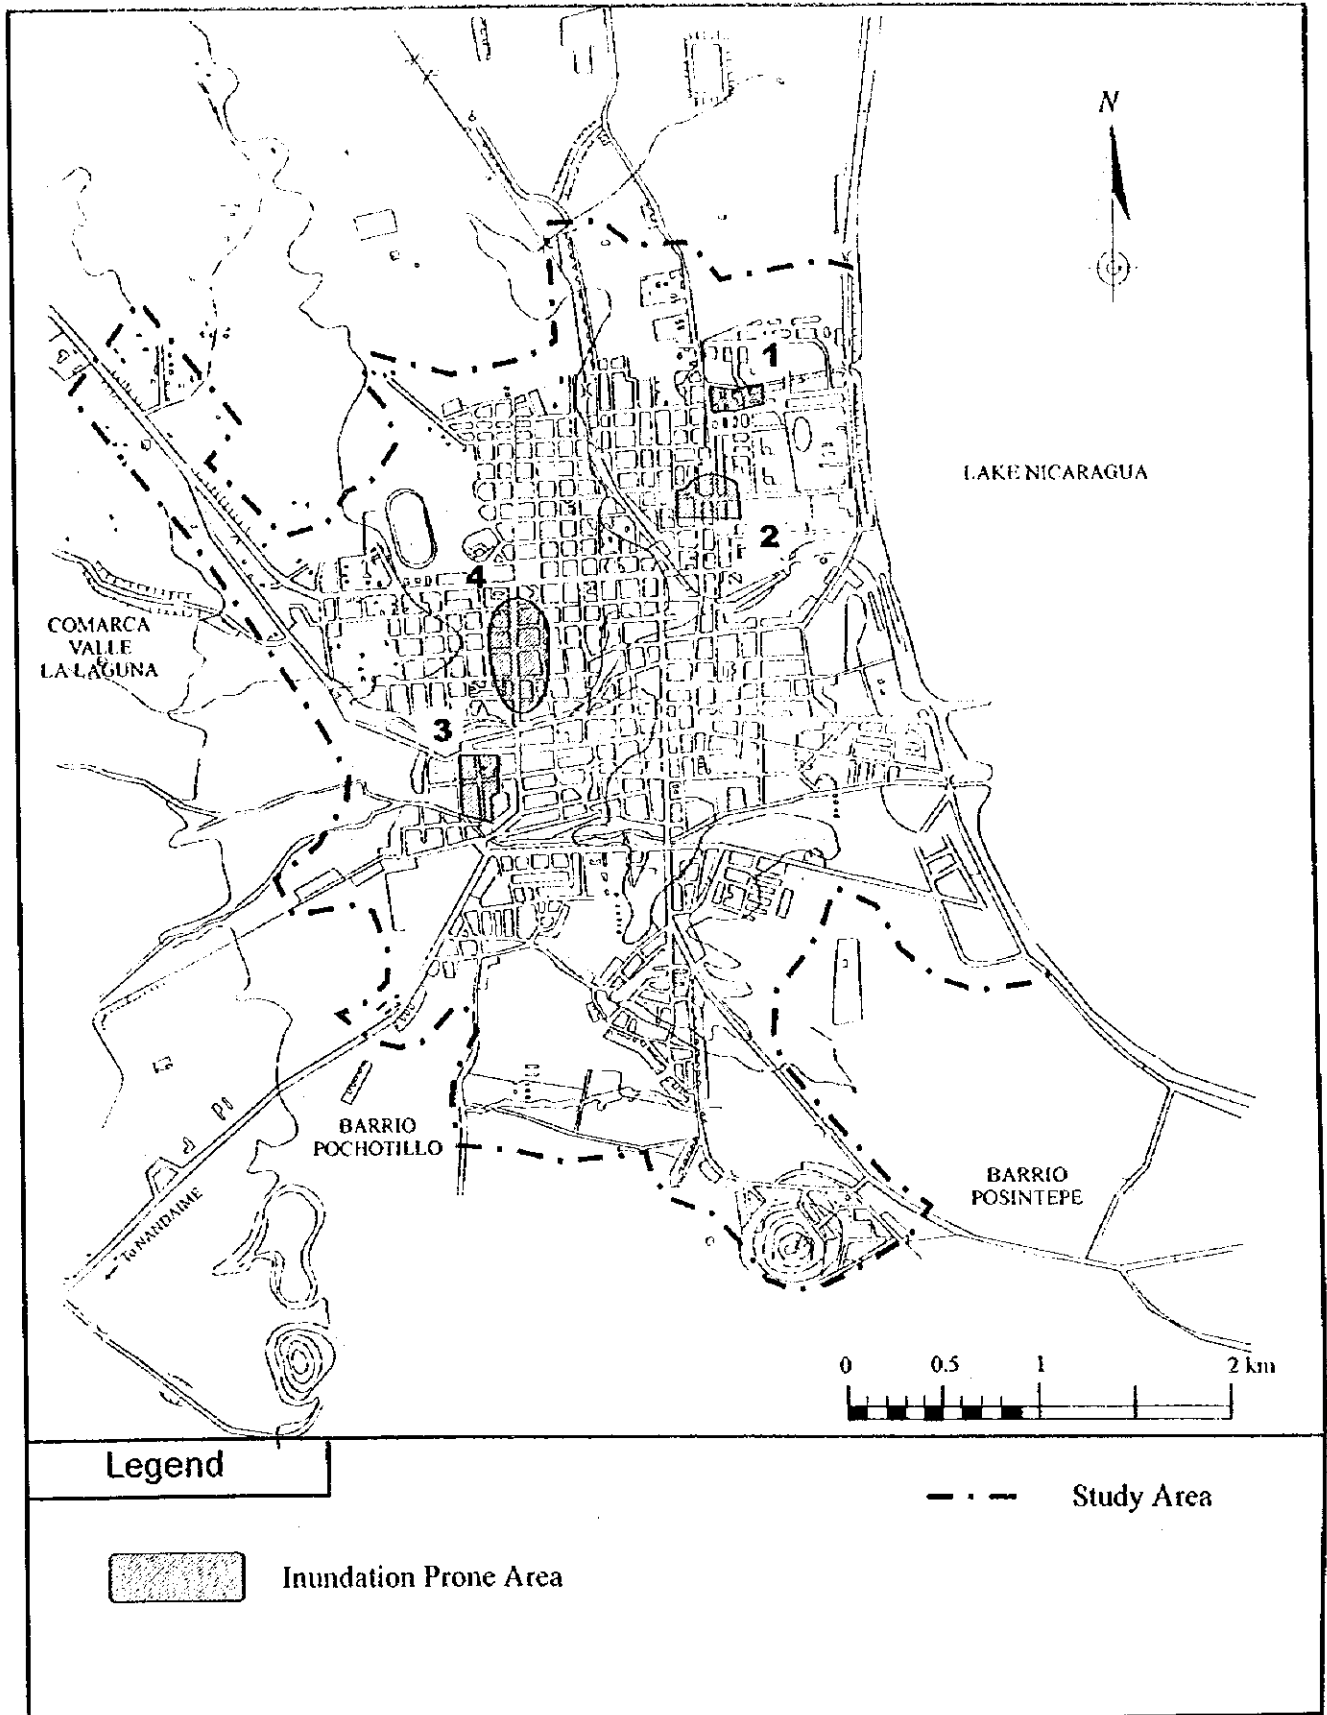 N
1
LAKE NICARAGUA
2
4
COMARCA
VALLE
LA LAGUNA
3
BARRIO
POCHOTILLO
BARRIO
POSINTEPE
To NANDAIME
0 0.5 1 2 km
Legend
Study Area
Inundation Prone Area